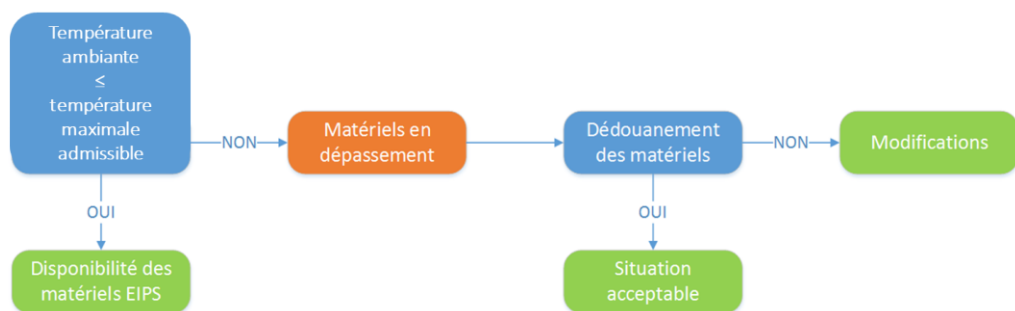 Température
ambiante
≤
température
maximale
admissible
NON
Matériels en
dépassement
Dédouanement
des matériels
NON
Modifications
OUI
OUI
Disponibilité des
matériels EIPS
Situation
acceptable